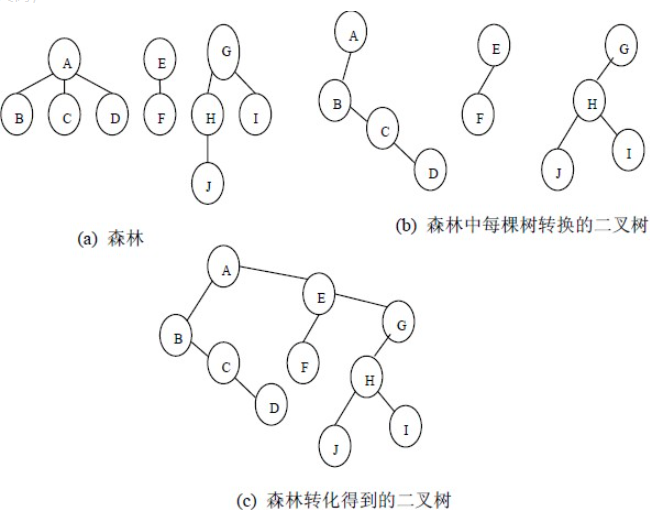 A E G
B C D F H I
J
(a) 森林
A E G
B F H
C J I
D
(b) 森林中每棵树转换的二叉树
A
E
B G
C F H
D I
J
(c) 森林转化得到的二叉树